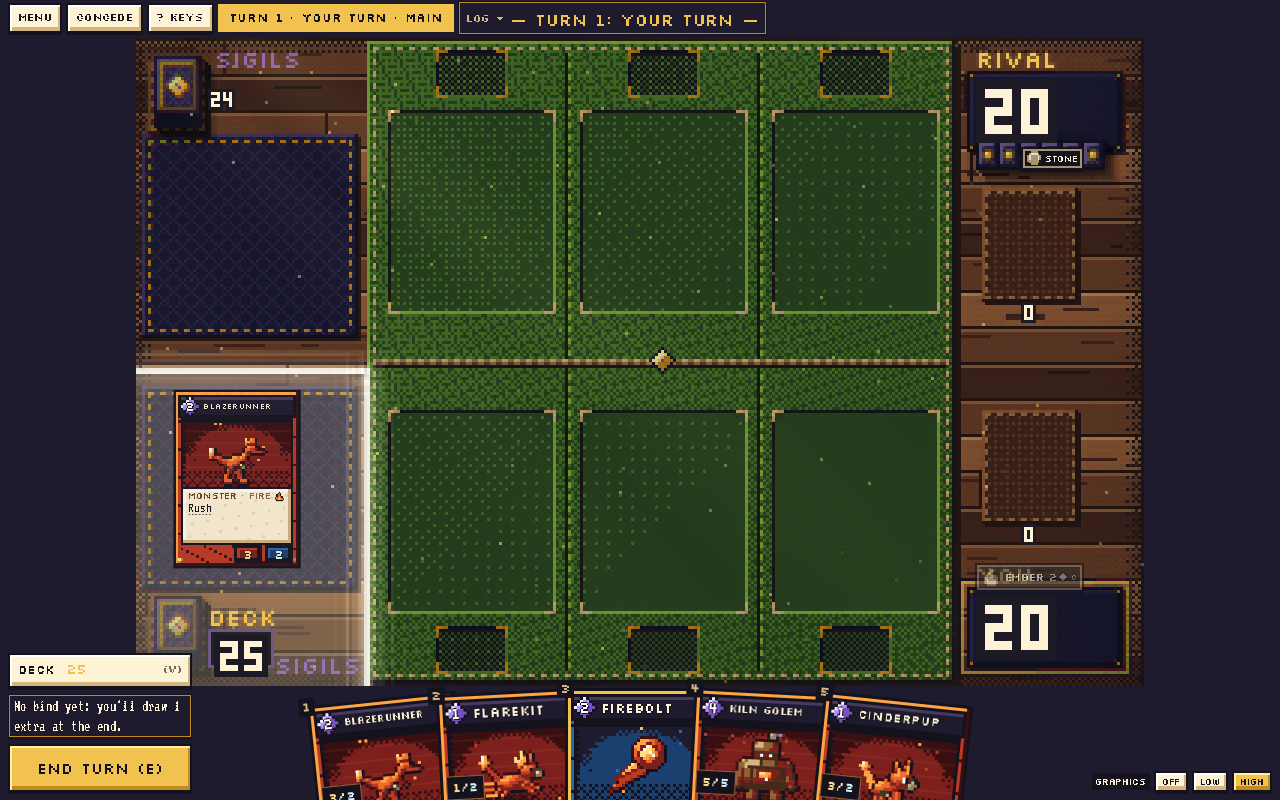 MENU
CONCEDE
? KEYS
TURN 1 · YOUR TURN · MAIN
LOG
— TURN 1: YOUR TURN —
SIGILS
24
RIVAL
20
STONE
0
2 BLAZERUNNER
MONSTER · FIRE
Rush
3 2
0
EMBER 2
20
DECK
25
SIGILS
DECK 25 (V)
No bind yet: you'll draw 1
extra at the end.
END TURN (E)
1
2 BLAZERUNNER
3/2
2
1 FLAREKIT
1/2
3
2 FIREBOLT
4
4 KILN GOLEM
5/5
5
1 CINDERPUP
3/2
GRAPHICS OFF LOW HIGH